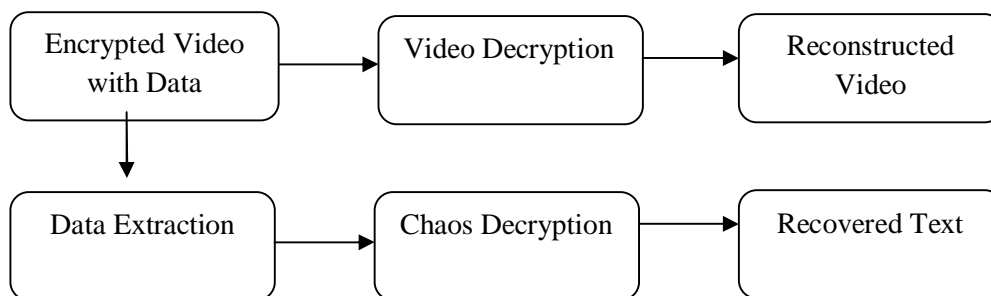 Encrypted Video
with Data
Video Decryption
Reconstructed
Video
Data Extraction
Chaos Decryption
Recovered Text